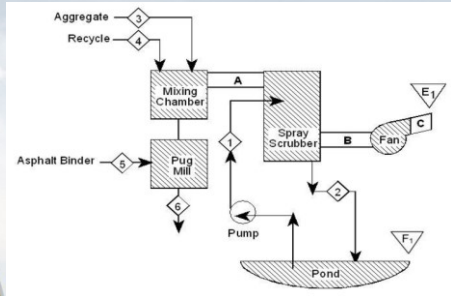 Aggregate 3
Recycle 4
A
Mixing
Chamber
E1
C
1
Spray
Scrubber
B
Fan
Asphalt Binder 5
Pug
Mill
2
6
Pump
F1
Pond